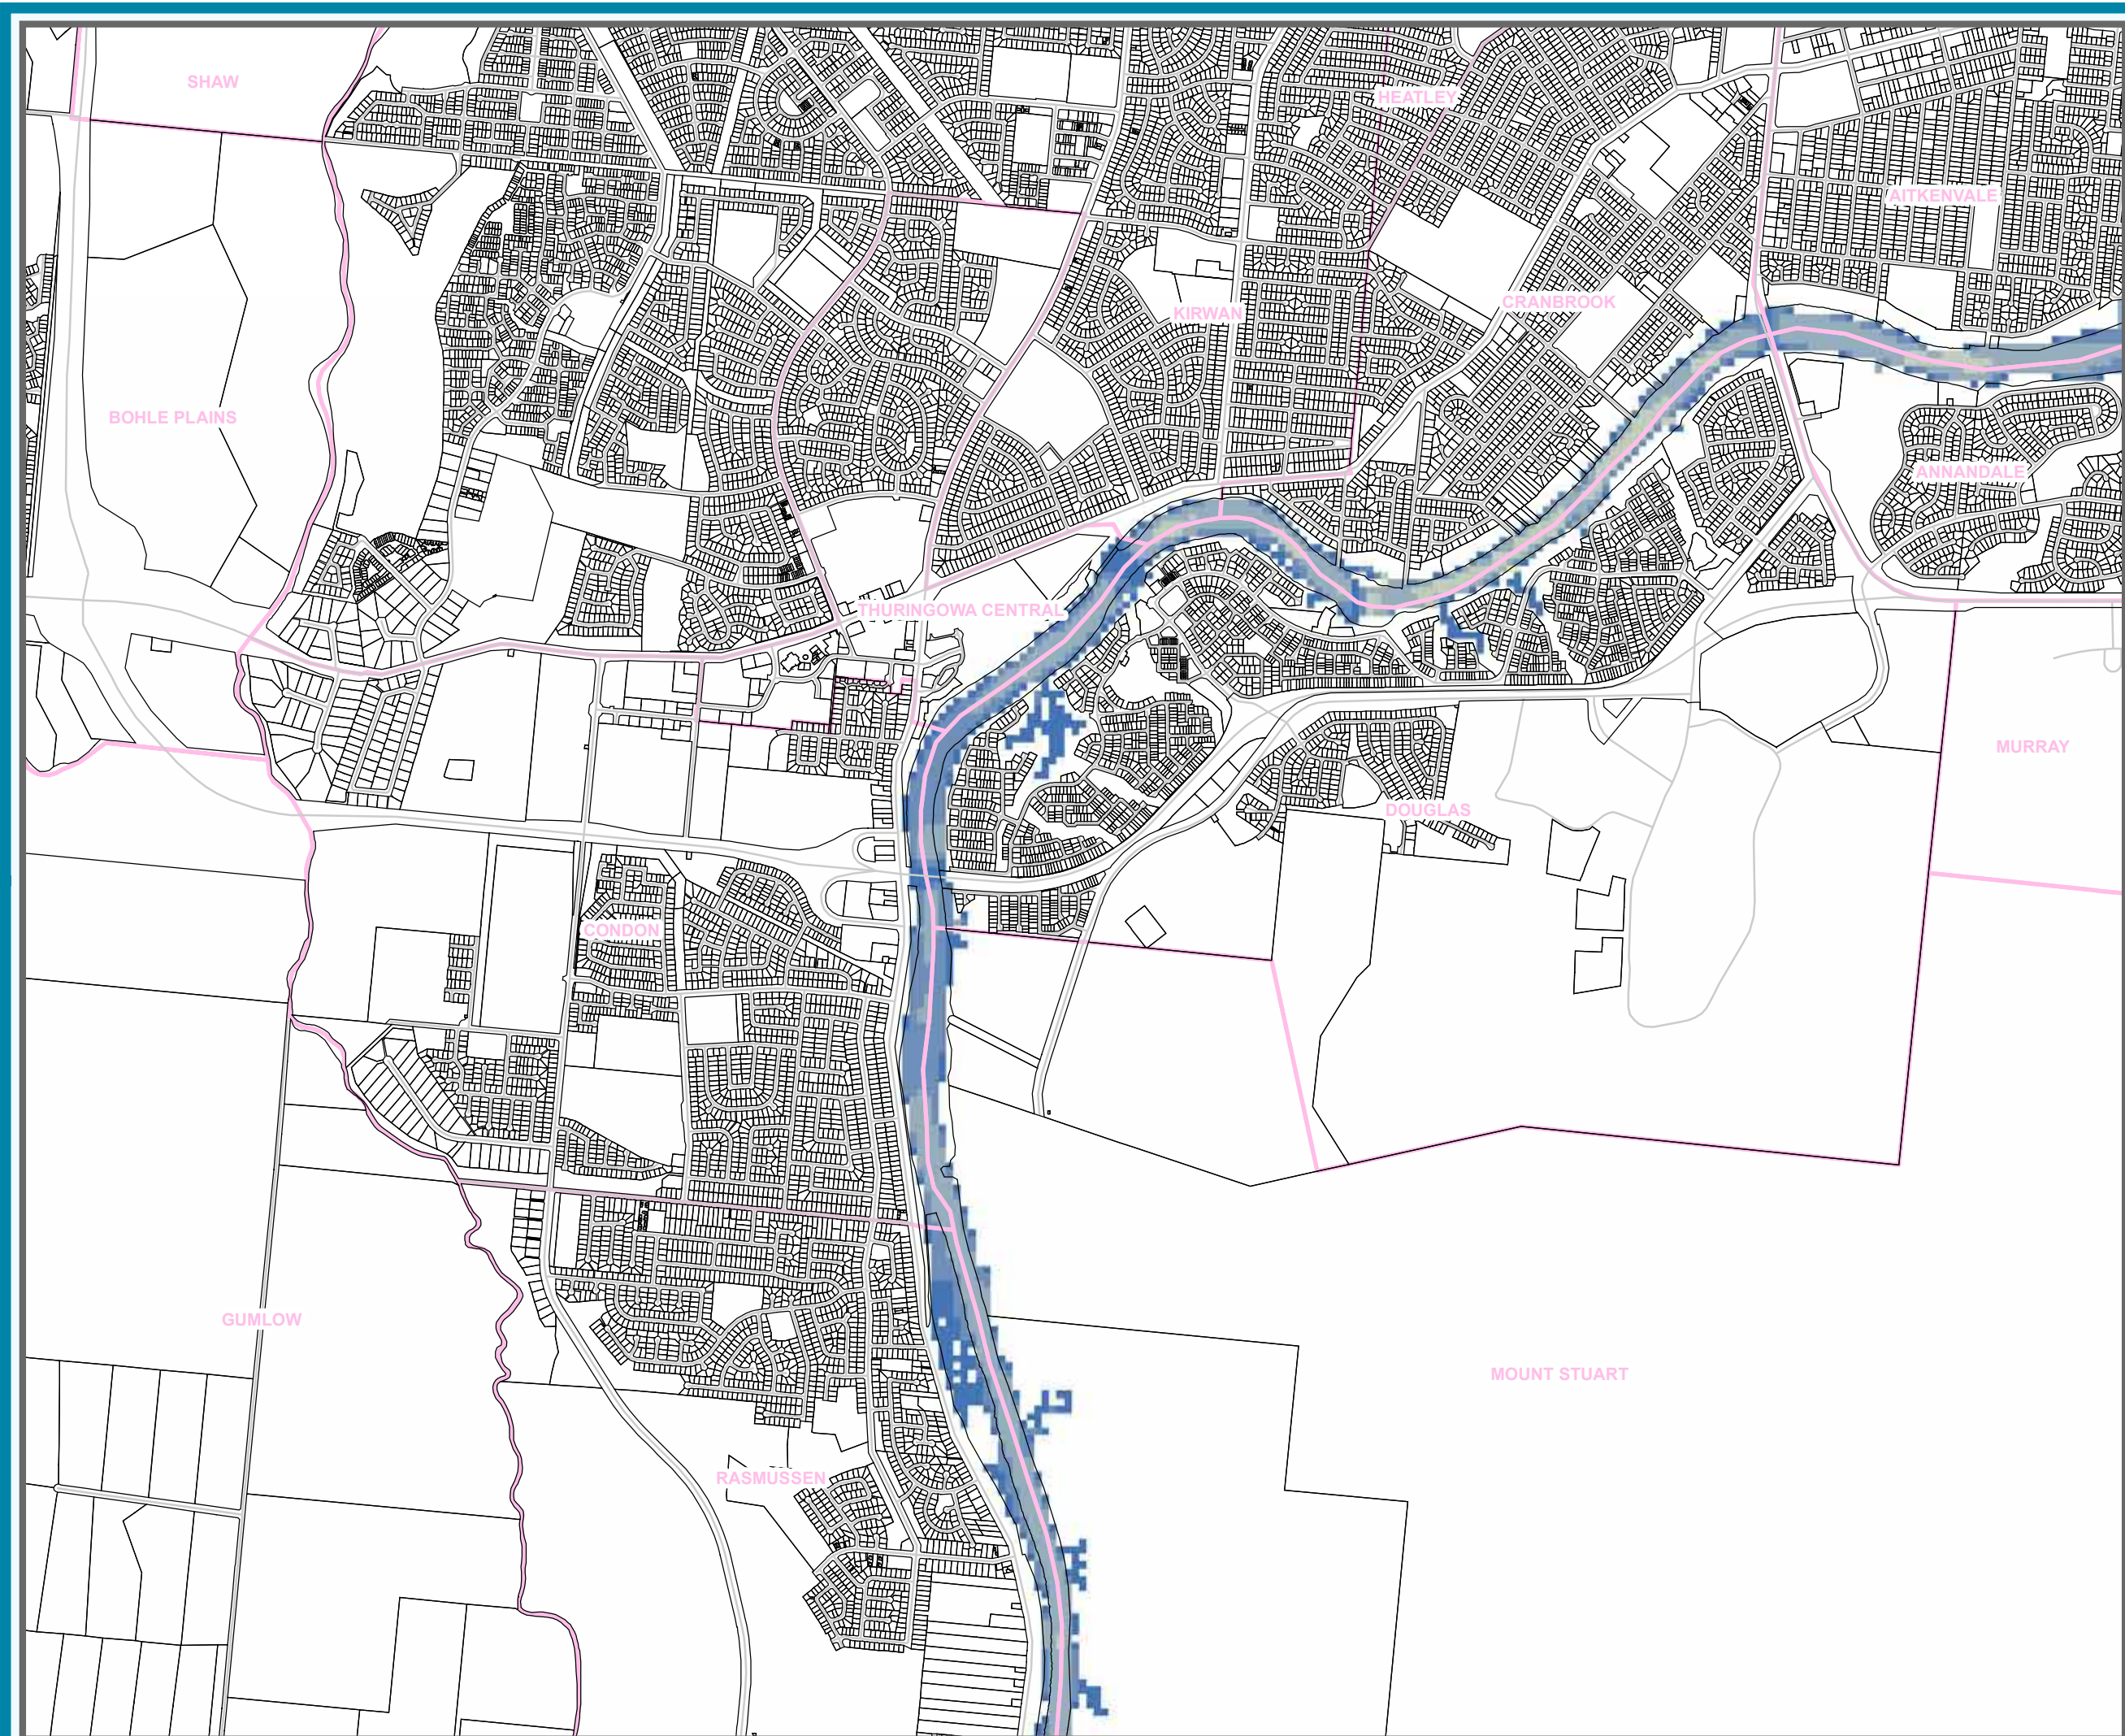 SHAW
HEATLEY
AITKENVALE
CRANBROOK
KIRWAN
BOHLE PLAINS
ANNANDALE
THURINGOWA CENTRAL
MURRAY
DOUGLAS
CONDON
GUMLOW
MOUNT STUART
RASMUSSEN